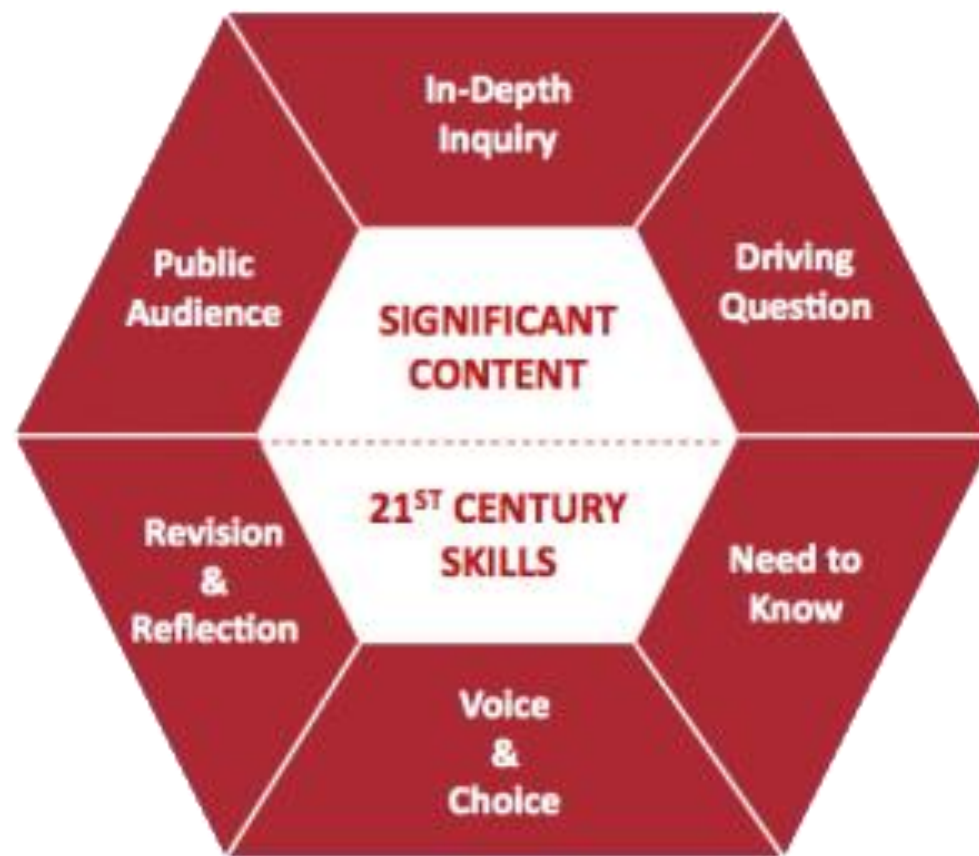 In-Depth
Inquiry
Driving
Question
Need to
Know
Voice
&
Choice
Revision
&
Reflection
Public
Audience
SIGNIFICANT
CONTENT
21ST CENTURY
SKILLS